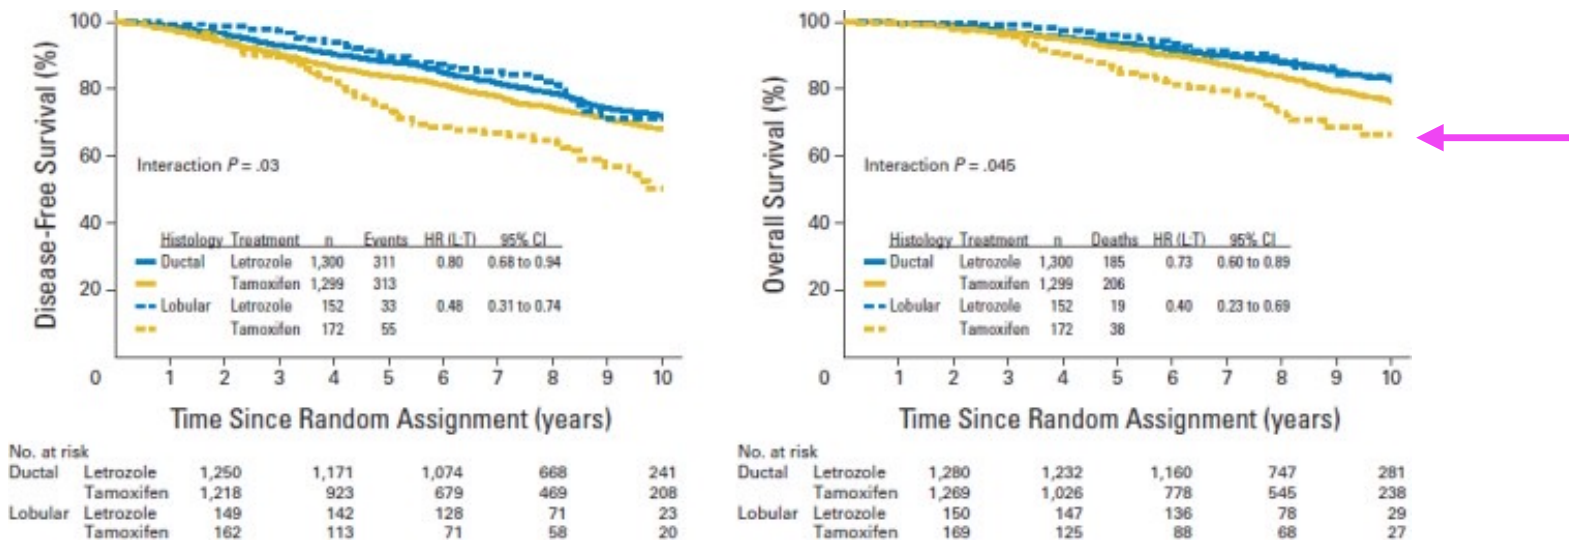 Disease-Free Survival (%)
100
80
60
40
20
0
Interaction P = .03
Histology Treatment n Events HR (L:T) 95% CI
Ductal Letrozole 1,300 311 0.80 0.68 to 0.94
Tamoxifen 1,299 313
Lobular Letrozole 152 33 0.48 0.31 to 0.74
Tamoxifen 172 55
1 2 3 4 5 6 7 8 9 10
Time Since Random Assignment (years)
No. at risk
Ductal Letrozole 1,250 1,171 1,074 668 241
Tamoxifen 1,218 923 679 469 208
Lobular Letrozole 149 142 128 71 23
Tamoxifen 162 113 71 58 20
Overall Survival (%)
100
80
60
40
20
0
Interaction P = .045
Histology Treatment n Deaths HR (L:T) 95% CI
Ductal Letrozole 1,300 185 0.73 0.60 to 0.89
Tamoxifen 1,299 206
Lobular Letrozole 152 19 0.40 0.23 to 0.69
Tamoxifen 172 38
1 2 3 4 5 6 7 8 9 10
Time Since Random Assignment (years)
No. at risk
Ductal Letrozole 1,280 1,232 1,160 747 281
Tamoxifen 1,269 1,026 778 545 238
Lobular Letrozole 150 147 136 78 29
Tamoxifen 169 125 88 68 27